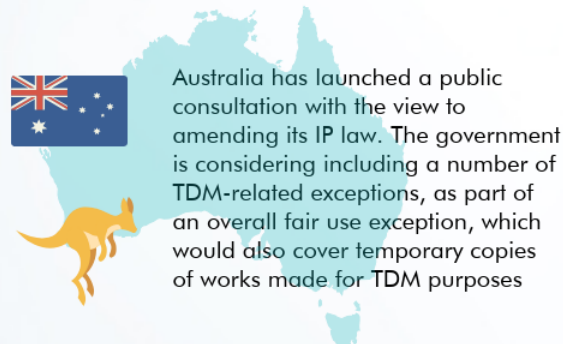 Australia has launched a public
consultation with the view to
amending its IP law. The government
is considering including a number of
TDM-related exceptions, as part of
an overall fair use exception, which
would also cover temporary copies
of works made for TDM purposes